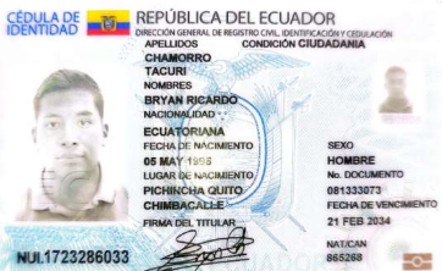 CÉDULA DE IDENTIDAD
REPÚBLICA DEL ECUADOR
DIRECCIÓN GENERAL DE REGISTRO CIVIL, IDENTIFICACIÓN Y CEDULACIÓN
APELLIDOS CONDICIÓN CIUDADANIA
CHAMORRO
TACURI
NOMBRES
BRYAN RICARDO
NACIONALIDAD
ECUATORIANA
FECHA DE NACIMIENTO
05 MAY
LUGAR DE NACIMIENTO
PICHINCHA QUITO
CHIMBACALLE
FIRMA DEL TITULAR
SEXO
HOMBRE
No. DOCUMENTO
081333073
FECHA DE VENCIMIENTO
21 FEB 2034
NAT/CAN
865268
NUI.1723286033
ECUADOR